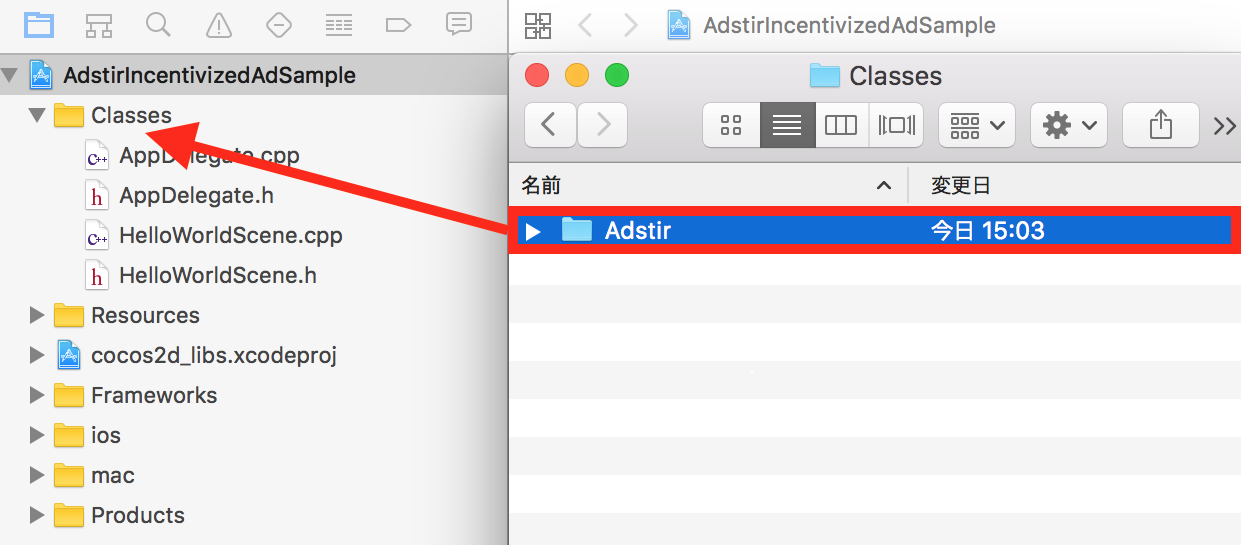 AdstirIncentivizedAdSample
Classes
AppDelegate.cpp
AppDelegate.h
HelloWorldScene.cpp
HelloWorldScene.h
Resources
cocos2d_libs.xcodeproj
Frameworks
ios
mac
Products
AdstirIncentivizedAdSample
Classes
名前 変更日
Adstir 今日 15:03